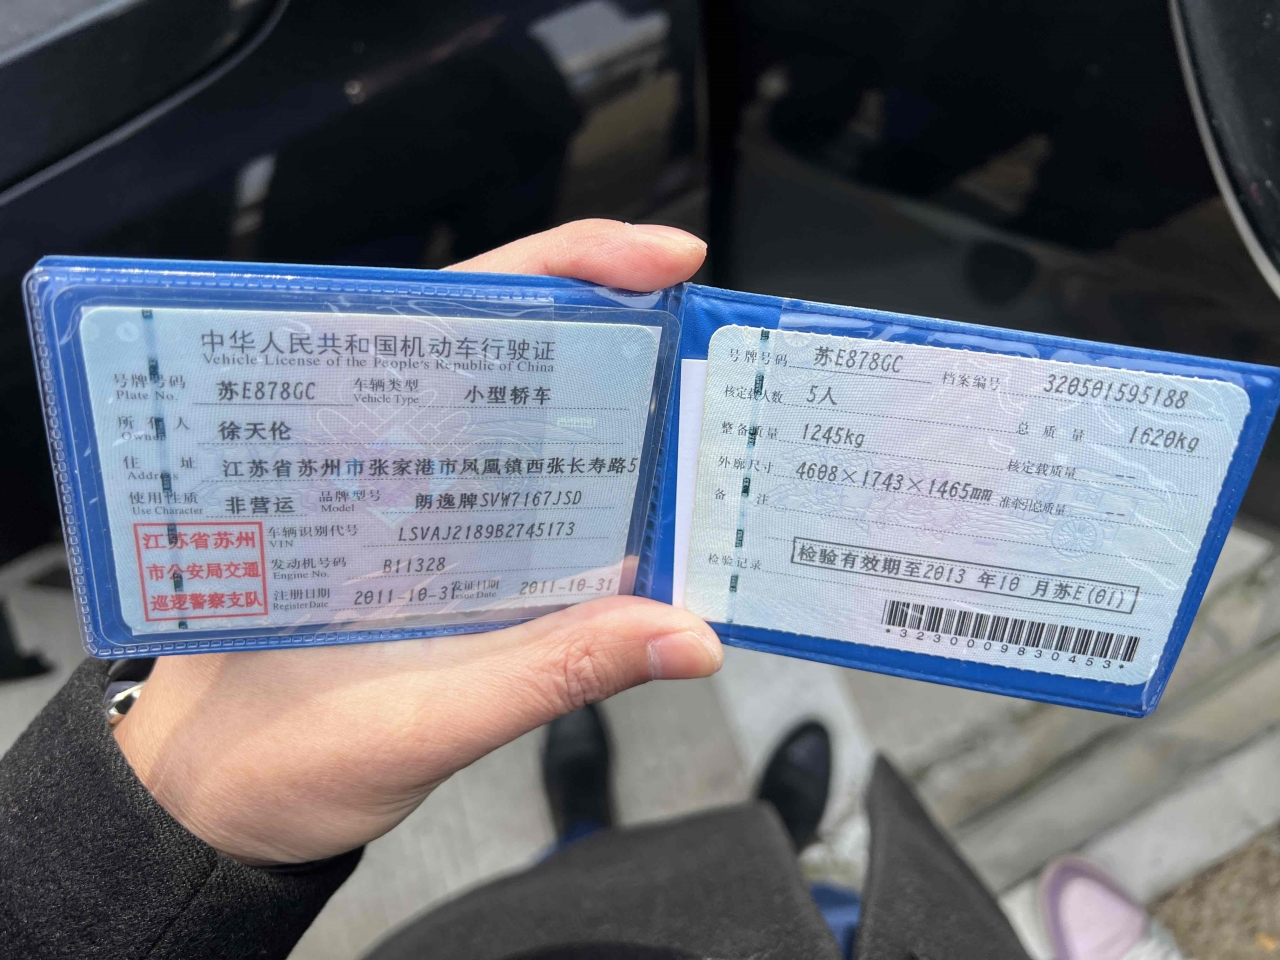 中华人民共和国机动车行驶证
Vehicle License of the People's Republic of China
号牌号码 苏E878GC 车辆类型 小型轿车
Plate No. Vehicle Type
所有人 徐天伦
Owner
住址 江苏省苏州市张家港市凤凰镇西张长寿路5
Address
使用性质 非营运 品牌型号 朗逸牌SVW7167JSD
Use Character Model
江苏省苏州
市公安局交通
巡逻警察支队
车辆识别代号 LSVAJ2189B2745173
VIN
发动机号码 B11328
Engine No.
注册日期 2011-10-31 发证日期 2011-10-31
Register Date Issue Date
号牌号码 苏E878GC 档案编号 320501595188
核定载人数 5人 总质量 1620kg
整备质量 1245kg 核定载质量 --
外廓尺寸 4608×1743×1465mm 准牵引总质量 --
备注
检验记录 检验有效期至2013 年10 月苏E(01)
*3230009830453*